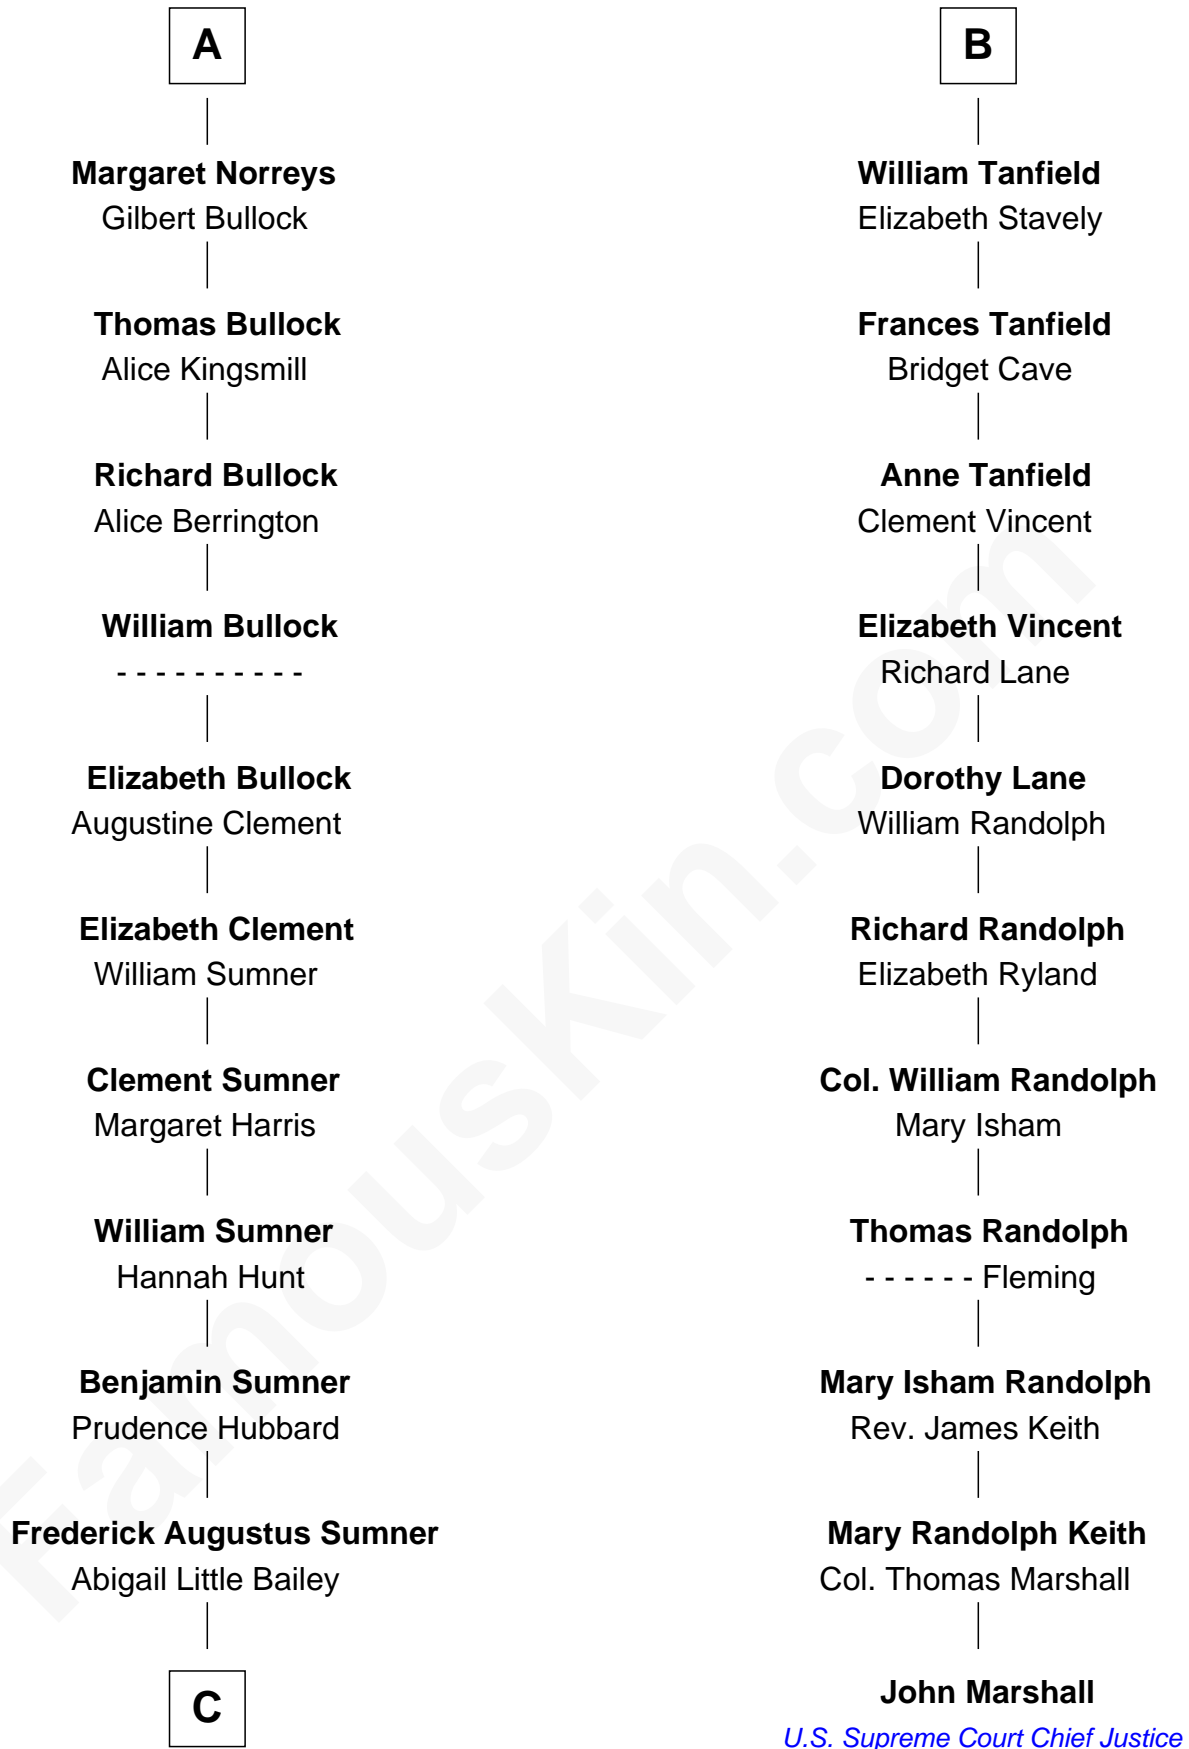 A
Margaret Norreys
Gilbert Bullock
Thomas Bullock
Alice Kingsmill
Richard Bullock
Alice Berrington
William Bullock
- - - - - - - - - -
Elizabeth Bullock
Augustine Clement
Elizabeth Clement
William Sumner
Clement Sumner
Margaret Harris
William Sumner
Hannah Hunt
Benjamin Sumner
Prudence Hubbard
Frederick Augustus Sumner
Abigail Little Bailey
C
B
William Tanfield
Elizabeth Stavely
Frances Tanfield
Bridget Cave
Anne Tanfield
Clement Vincent
Elizabeth Vincent
Richard Lane
Dorothy Lane
William Randolph
Richard Randolph
Elizabeth Ryland
Col. William Randolph
Mary Isham
Thomas Randolph
- - - - - - Fleming
Mary Isham Randolph
Rev. James Keith
Mary Randolph Keith
Col. Thomas Marshall
John Marshall
U.S. Supreme Court Chief Justice
FamousKin.com